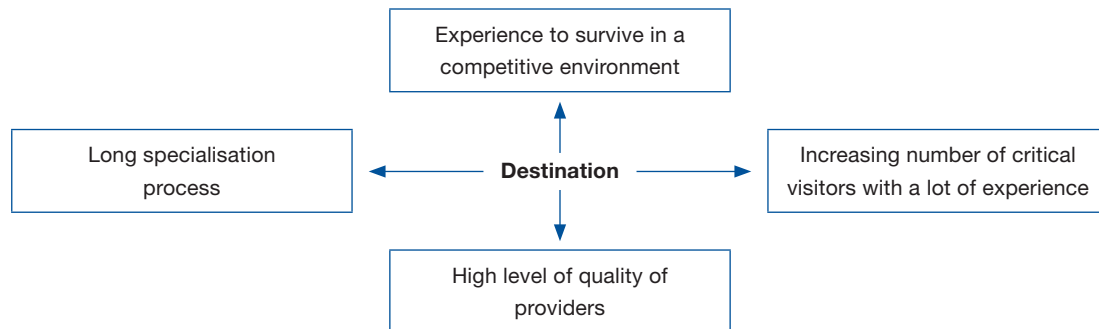 Experience to survive in a
competitive environment
Long specialisation
process
Destination
Increasing number of critical
visitors with a lot of experience
High level of quality of
providers